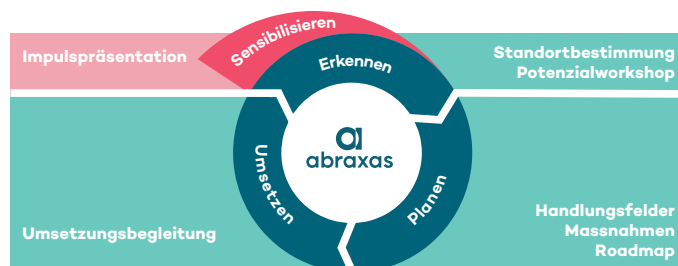 Impulspräsentation
Sensibilisieren
Erkennen
Standortbestimmung
Potenzialworkshop
abraxas
Umsetzen
Planen
Umsetzungsbegleitung
Handlungsfelder
Massnahmen
Roadmap